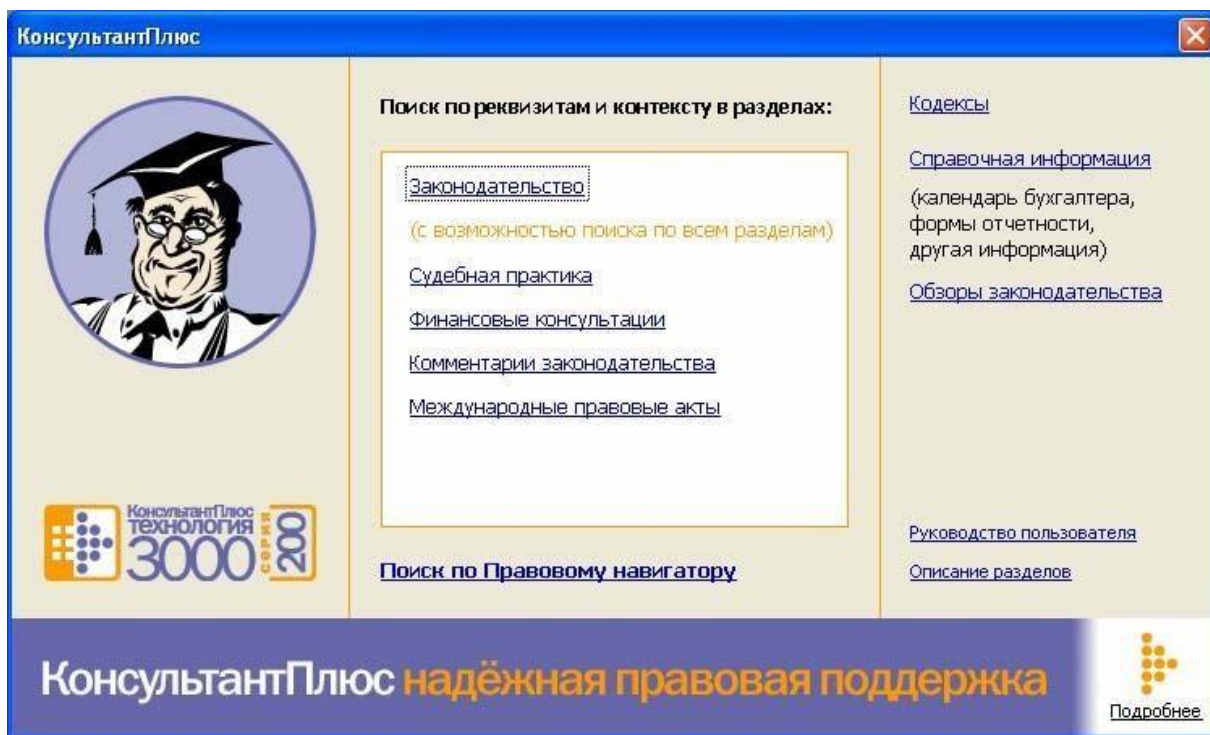 КонсультантПлюс
Поиск по реквизитам и контексту в разделах:
Законодательство
(с возможностью поиска по всем разделам)
Судебная практика
Финансовые консультации
Комментарии законодательства
Международные правовые акты
Поиск по Правовому навигатору
Кодексы
Справочная информация
(календарь бухгалтера,
формы отчетности,
другая информация)
Обзоры законодательства
Руководство пользователя
Описание разделов
КонсультантПлюс
ТЕХНОЛОГИЯ
3000
серия
200
КонсультантПлюс надёжная правовая поддержка
Подробнее